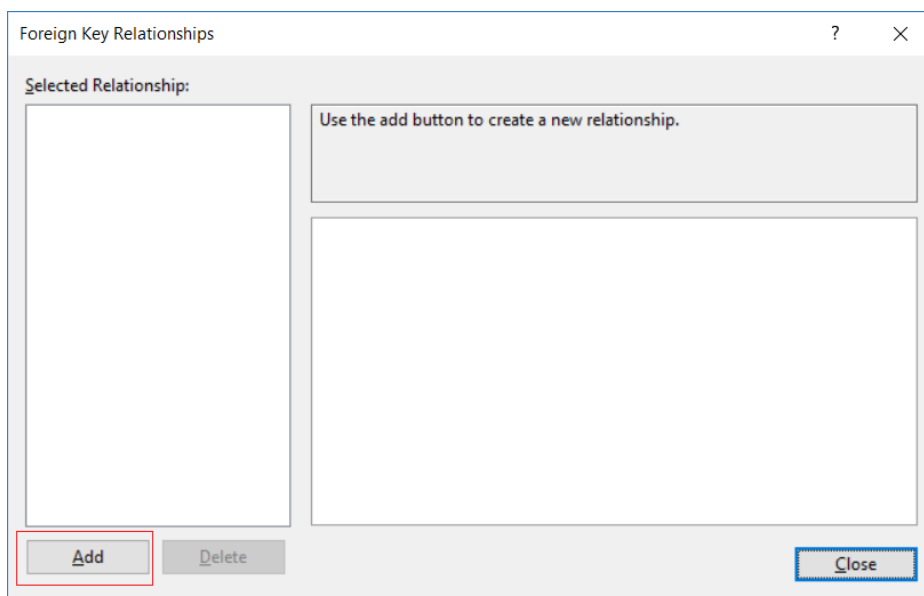 Foreign Key Relationships ?
Selected Relationship:
Use the add button to create a new relationship.
Add Delete
Close